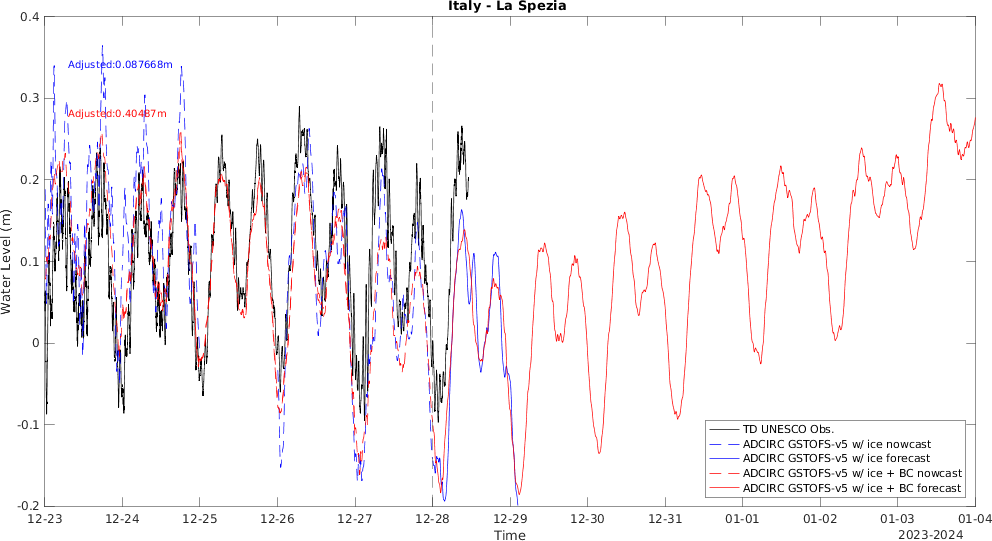 Italy - La Spezia
0.4
0.3
0.2
0.1
0
-0.1
-0.2
Water Level (m)
Adjusted:0.087668m
Adjusted:0.40487m
TD UNESCO Obs.
ADCIRC GSTOFS-v5 w/ ice nowcast
ADCIRC GSTOFS-v5 w/ ice forecast
ADCIRC GSTOFS-v5 w/ ice + BC nowcast
ADCIRC GSTOFS-v5 w/ ice + BC forecast
12-23 12-24 12-25 12-26 12-27 12-28 12-29 12-30 12-31 01-01 01-02 01-03 01-04
Time
2023-2024